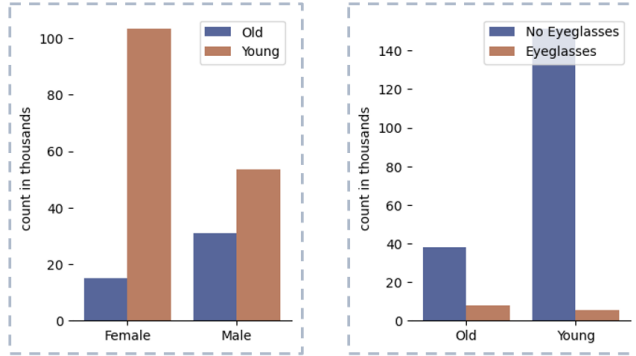 count in thousands
100
80
60
40
20
0
Female
Male
Old
Young
count in thousands
140
120
100
80
60
40
20
0
Old
Young
No Eyeglasses
Eyeglasses